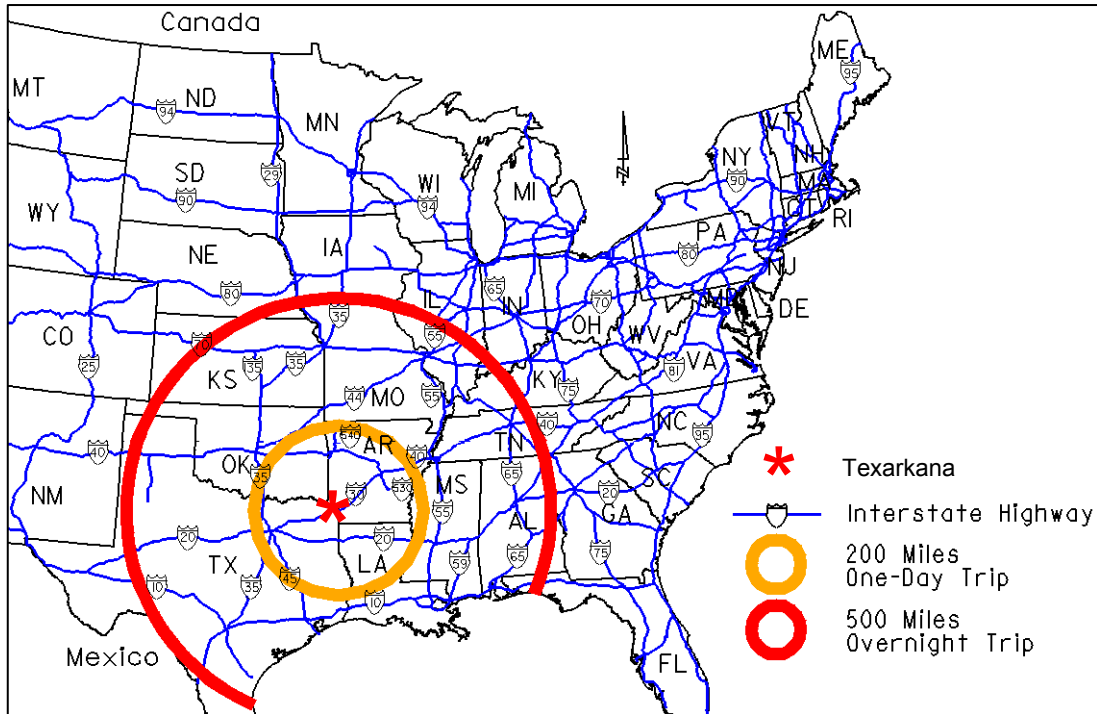 Canada
ME
95
MT
ND
94
MN
VT
NH
NY
90
MA
CT
RI
SD
29
90
WI
94
MI
WY
IA
PA
80
NJ
NE
80
65
IL
IN
OH
70
MD
DE
WV
35
55
CO
25
70
KS
35
35
MO
44
55
KY
75
81
VA
40
NC
95
TN
40
540
AR
40
OK
35
30
530
65
MS
55
SC
20
GA
NM
20
TX
35
45
20
LA
10
59
AL
65
75
10
Mexico
FL
N
* Texarkana
Interstate Highway
200 Miles
One-Day Trip
500 Miles
Overnight Trip